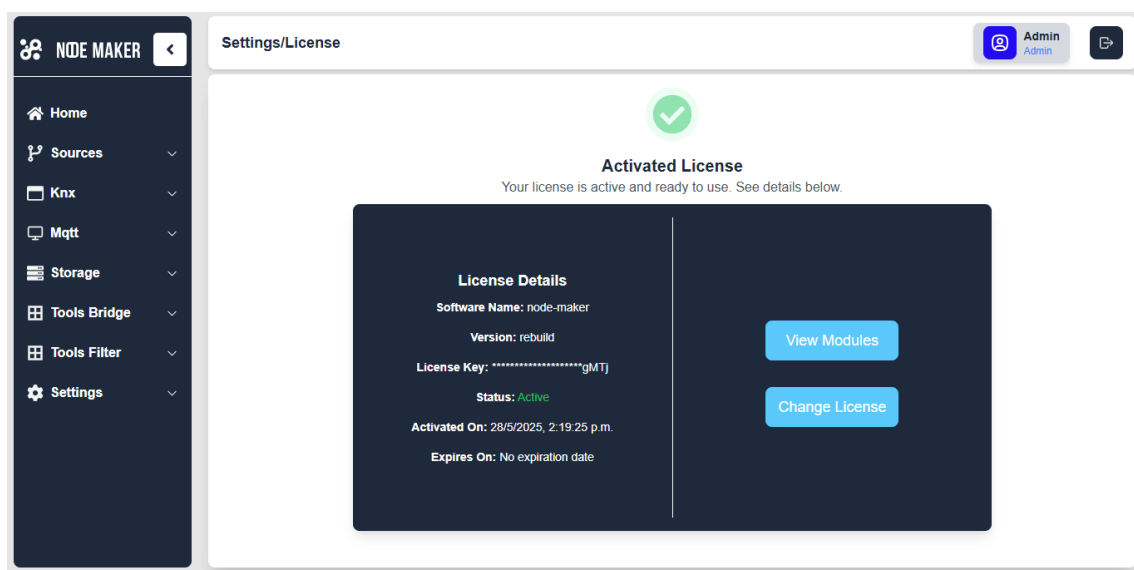 NODE MAKER
Home
Sources
Knx
Mqtt
Storage
Tools Bridge
Tools Filter
Settings
Settings/License
Admin
Admin
Activated License
Your license is active and ready to use. See details below.
License Details
Software Name: node-maker
Version: rebuild
License Key: ********************gMTj
Status: Active
Activated On: 28/5/2025, 2:19:25 p.m.
Expires On: No expiration date
View Modules
Change License